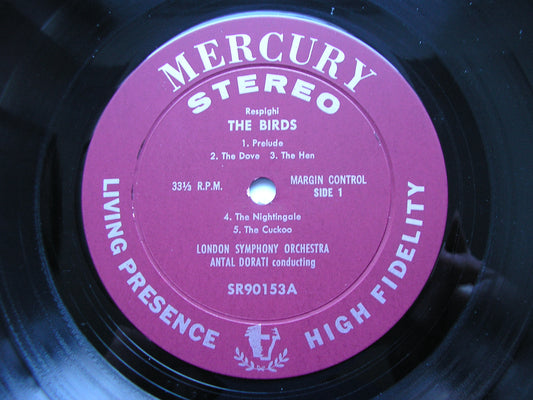 MERCURY
STEREO
Respighi
THE BIRDS
1. Prelude
2. The Dove 3. The Hen
33⅓ R.P.M.
MARGIN CONTROL
SIDE 1
4. The Nightingale
5. The Cuckoo
LONDON SYMPHONY ORCHESTRA
ANTAL DORATI conducting
SR90153A
LIVING PRESENCE
HIGH FIDELITY